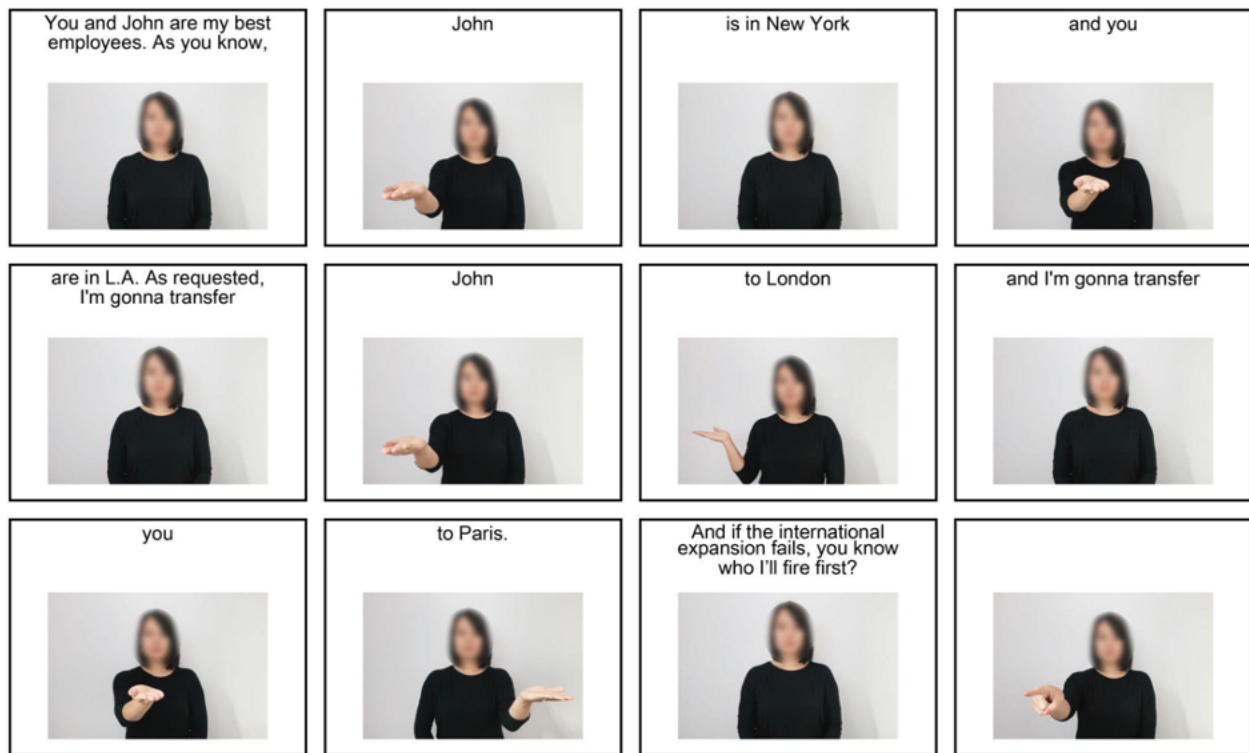 You and John are my best
employees. As you know,
John
is in New York
and you
are in L.A. As requested,
I'm gonna transfer
John
to London
and I'm gonna transfer
you
to Paris.
And if the international
expansion fails, you know
who I'll fire first?